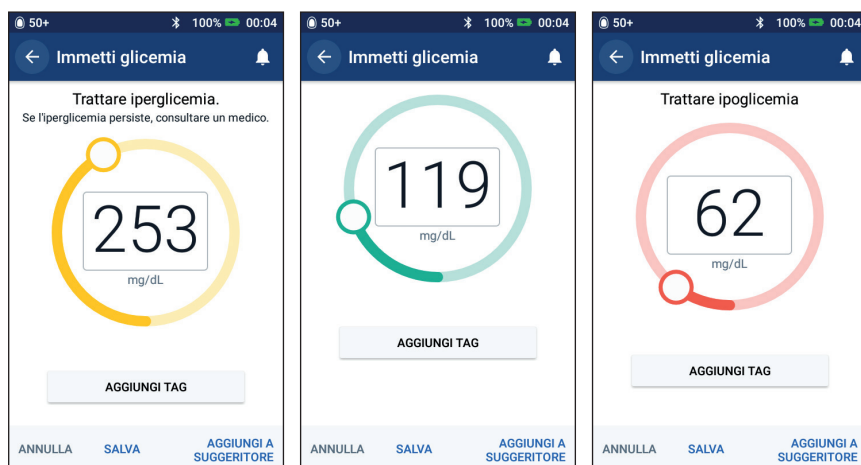 50+ 100% 00:04
Immetti glicemia
Trattare iperglicemia.
Se l'iperglicemia persiste, consultare un medico.
253
mg/dL
AGGIUNGI TAG
ANNULLA SALVA AGGIUNGI A
SUGGERITORE
50+ 100% 00:04
Immetti glicemia
119
mg/dL
AGGIUNGI TAG
ANNULLA SALVA AGGIUNGI A
SUGGERITORE
50+ 100% 00:04
Immetti glicemia
Trattare ipoglicemia
62
mg/dL
AGGIUNGI TAG
ANNULLA SALVA AGGIUNGI A
SUGGERITORE